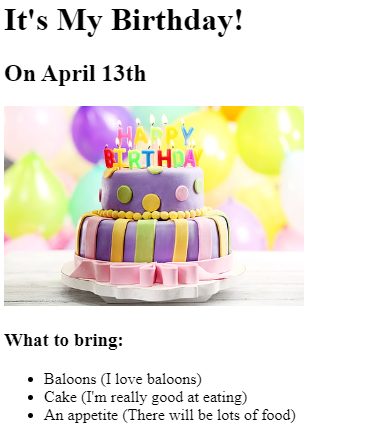 It's My Birthday!
On April 13th
HAPPY
BIRTHDAY
What to bring:
Baloons (I love baloons)
Cake (I'm really good at eating)
An appetite (There will be lots of food)